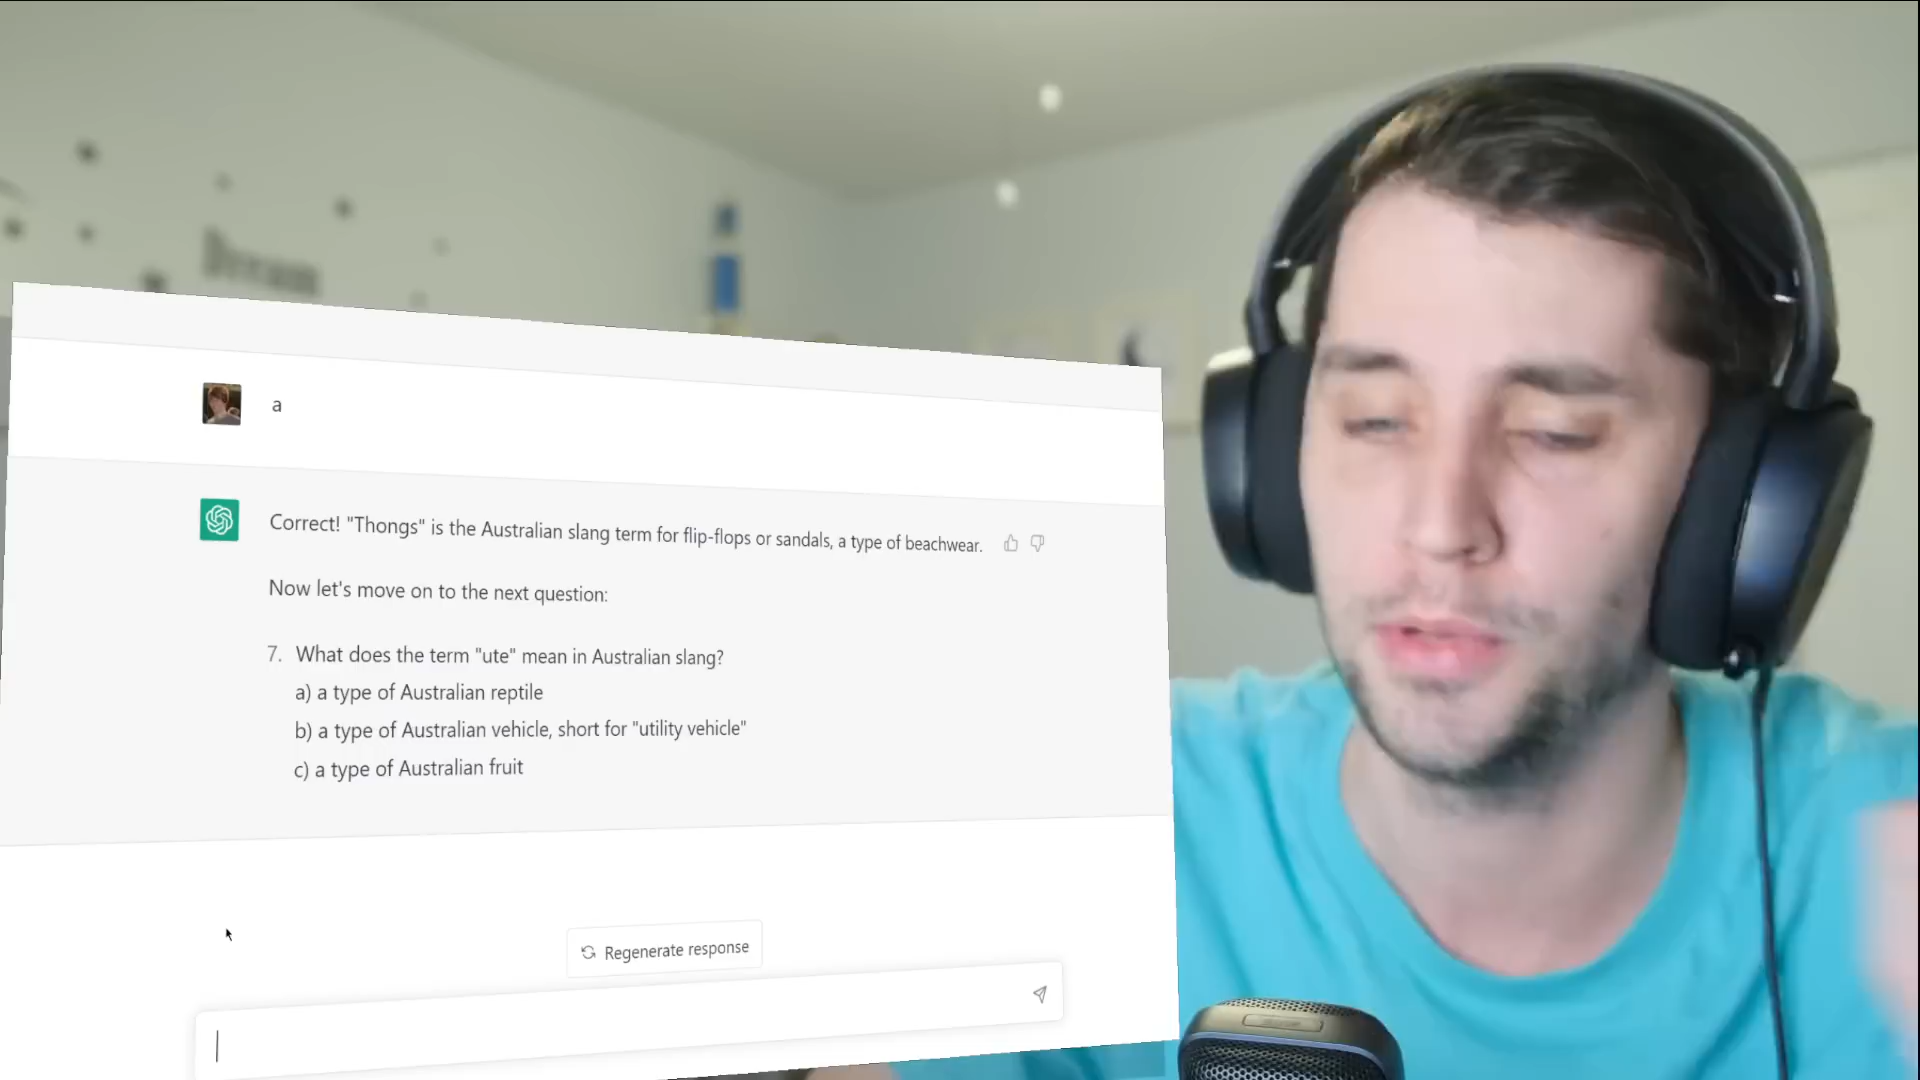 Dream
a
Correct! "Thongs" is the Australian slang term for flip-flops or sandals, a type of beachwear.
Now let's move on to the next question:
7. What does the term "ute" mean in Australian slang?
a) a type of Australian reptile
b) a type of Australian vehicle, short for "utility vehicle"
c) a type of Australian fruit
Regenerate response